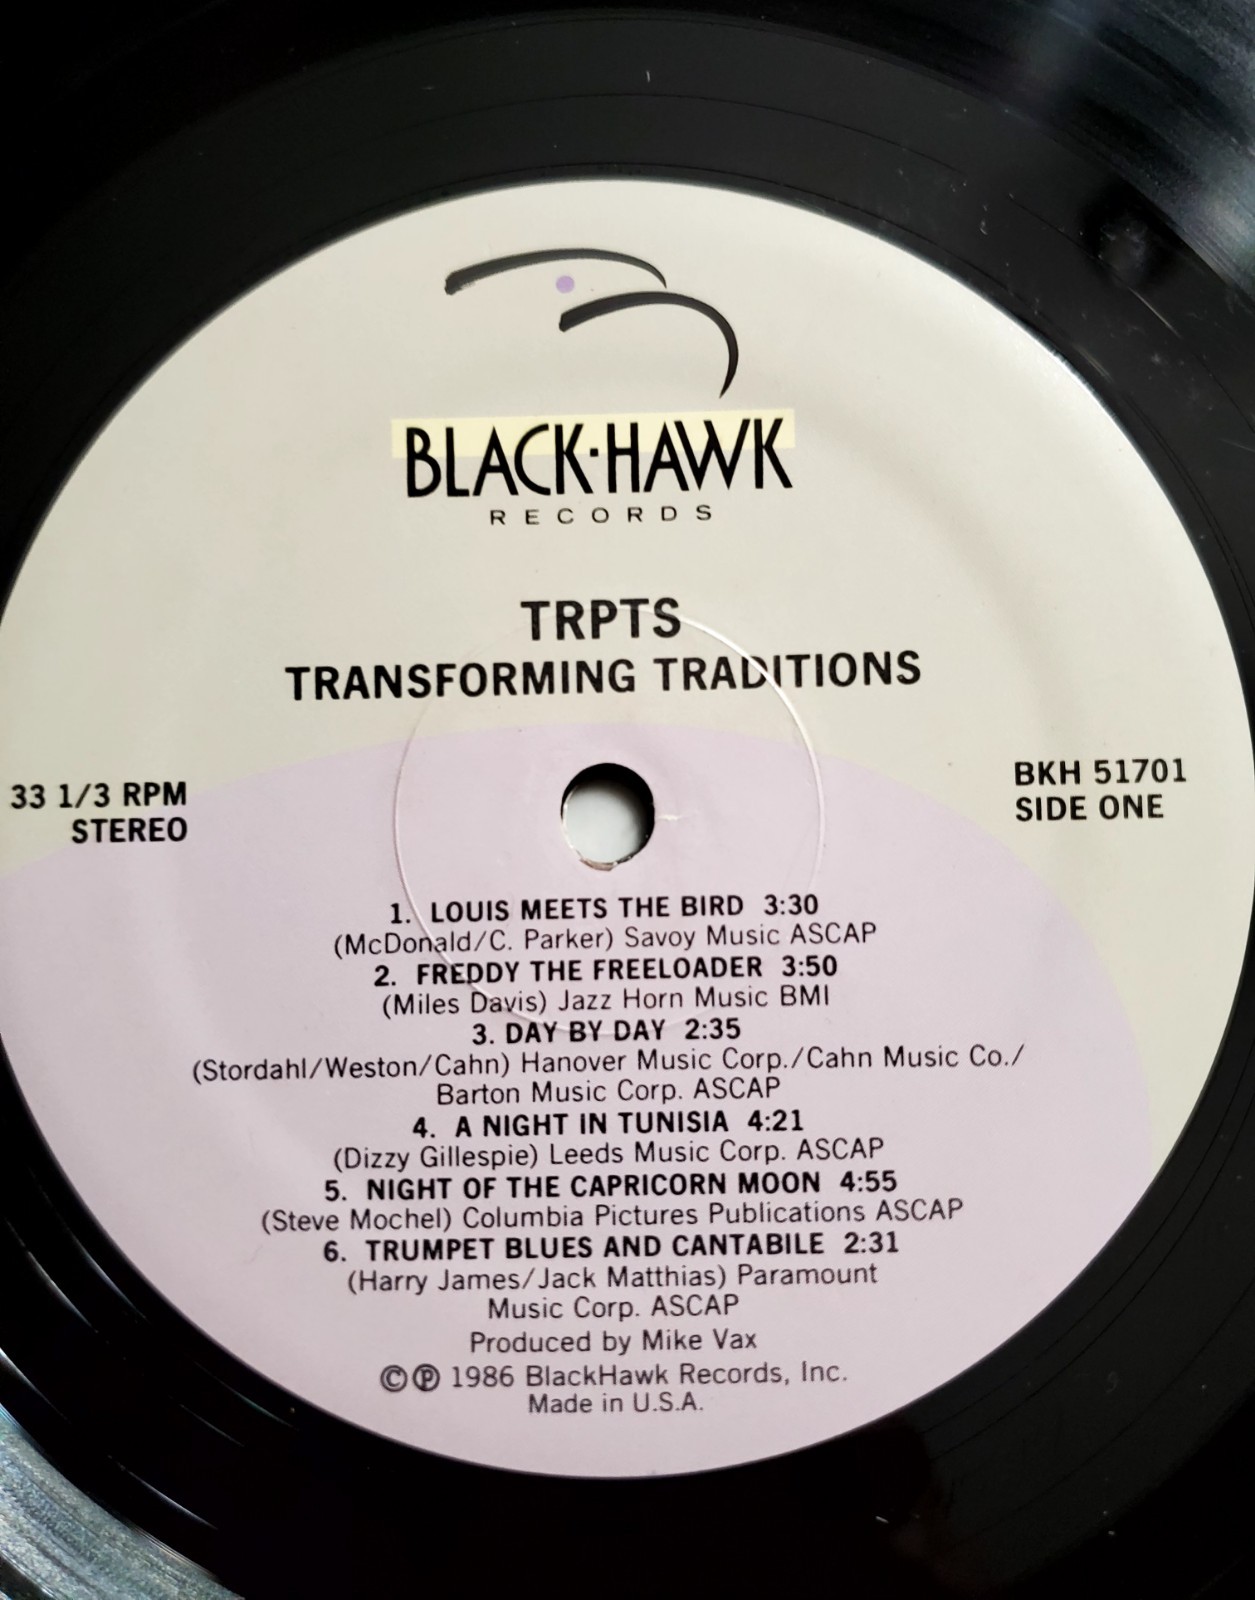 BLACK·HAWK
RECORDS
TRPTS
TRANSFORMING TRADITIONS
33 1/3 RPM
STEREO
BKH 51701
SIDE ONE
1. LOUIS MEETS THE BIRD 3:30
(McDonald/C. Parker) Savoy Music ASCAP
2. FREDDY THE FREELOADER 3:50
(Miles Davis) Jazz Horn Music BMI
3. DAY BY DAY 2:35
(Stordahl/Weston/Cahn) Hanover Music Corp./Cahn Music Co./
Barton Music Corp. ASCAP
4. A NIGHT IN TUNISIA 4:21
(Dizzy Gillespie) Leeds Music Corp. ASCAP
5. NIGHT OF THE CAPRICORN MOON 4:55
(Steve Mochel) Columbia Pictures Publications ASCAP
6. TRUMPET BLUES AND CANTABILE 2:31
(Harry James/Jack Matthias) Paramount
Music Corp. ASCAP
Produced by Mike Vax
©℗ 1986 BlackHawk Records, Inc.
Made in U.S.A.